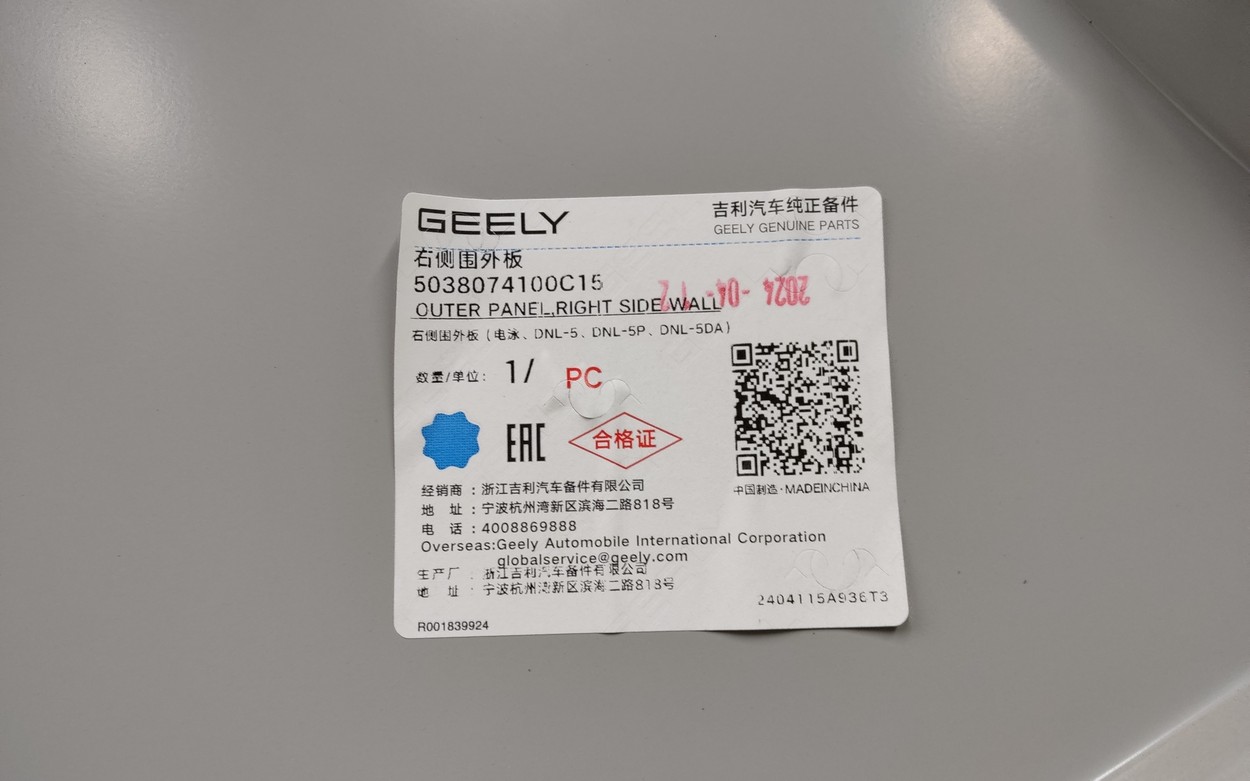 GEELY
吉利汽车纯正备件
GEELY GENUINE PARTS
右侧围外板
5038074100C15
2024 -04- 12
OUTER PANEL,RIGHT SIDE WALL
右侧围外板(电泳、DNL-5、DNL-5P、DNL-5DA)
数量/单位: 1/ PC
EAC
合格证
中国制造·MADEINCHINA
经销商:浙江吉利汽车备件有限公司
地 址:宁波杭州湾新区滨海二路818号
电 话:4008869888
Overseas:Geely Automobile International Corporation
globalservice@geely.com
生产厂:浙江吉利汽车备件有限公司
地 址:宁波杭州湾新区滨海二路818号
2404115A936T3
R001839924